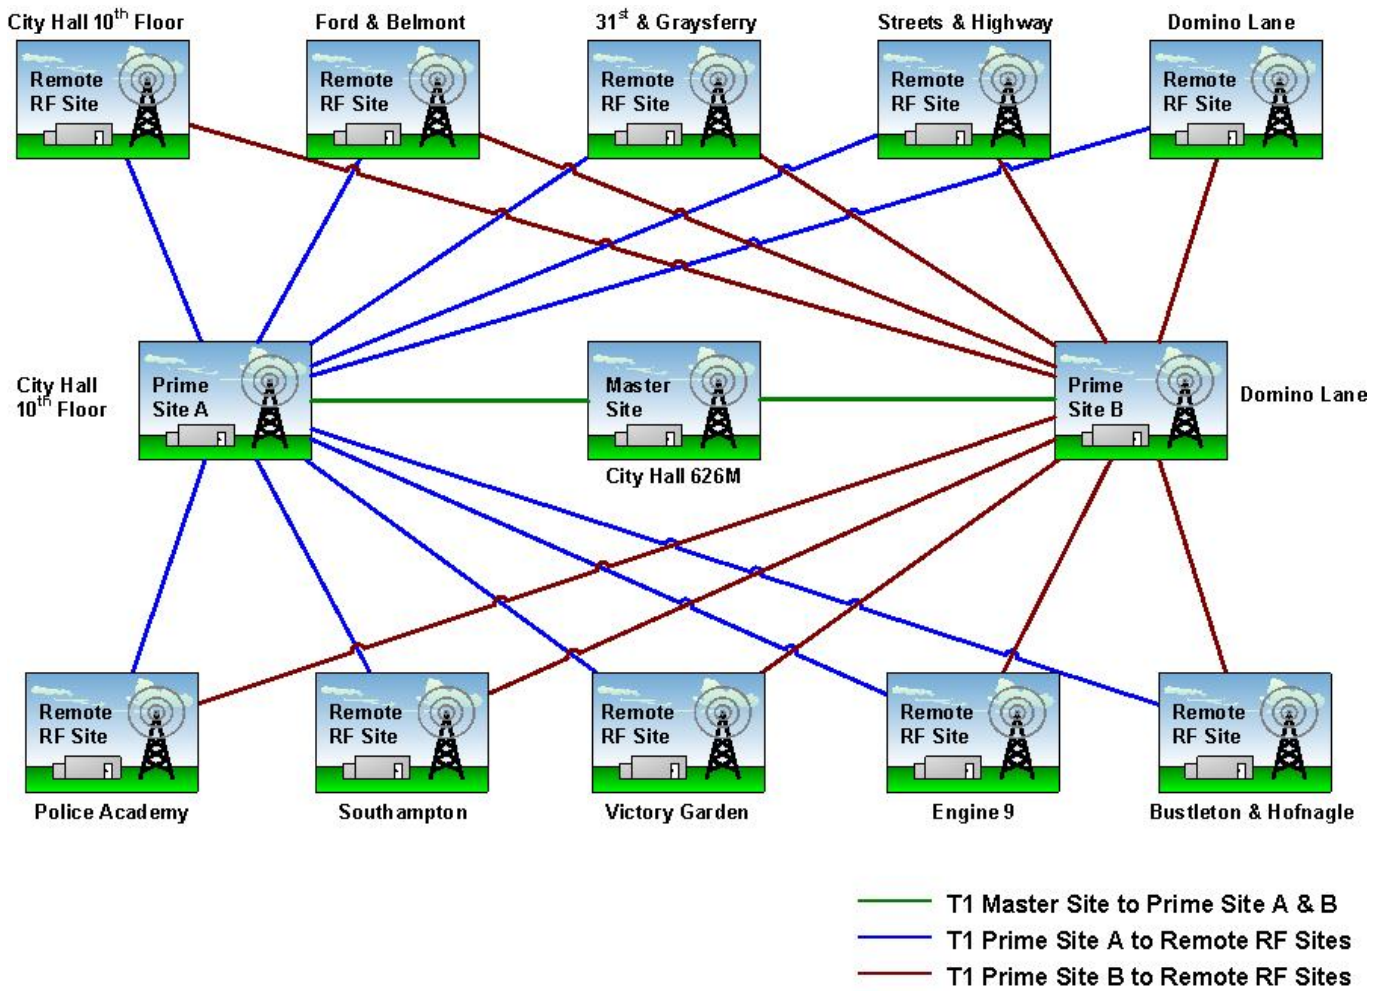 City Hall 10th Floor
Ford & Belmont
31st & Graysferry
Streets & Highway
Domino Lane
Remote
RF Site
Remote
RF Site
Remote
RF Site
Remote
RF Site
Remote
RF Site
City Hall
10th Floor
Prime
Site A
Master
Site
City Hall 626M
Prime
Site B
Domino Lane
Remote
RF Site
Remote
RF Site
Remote
RF Site
Remote
RF Site
Remote
RF Site
Police Academy
Southampton
Victory Garden
Engine 9
Bustleton & Hofnagle
T1 Master Site to Prime Site A & B
T1 Prime Site A to Remote RF Sites
T1 Prime Site B to Remote RF Sites